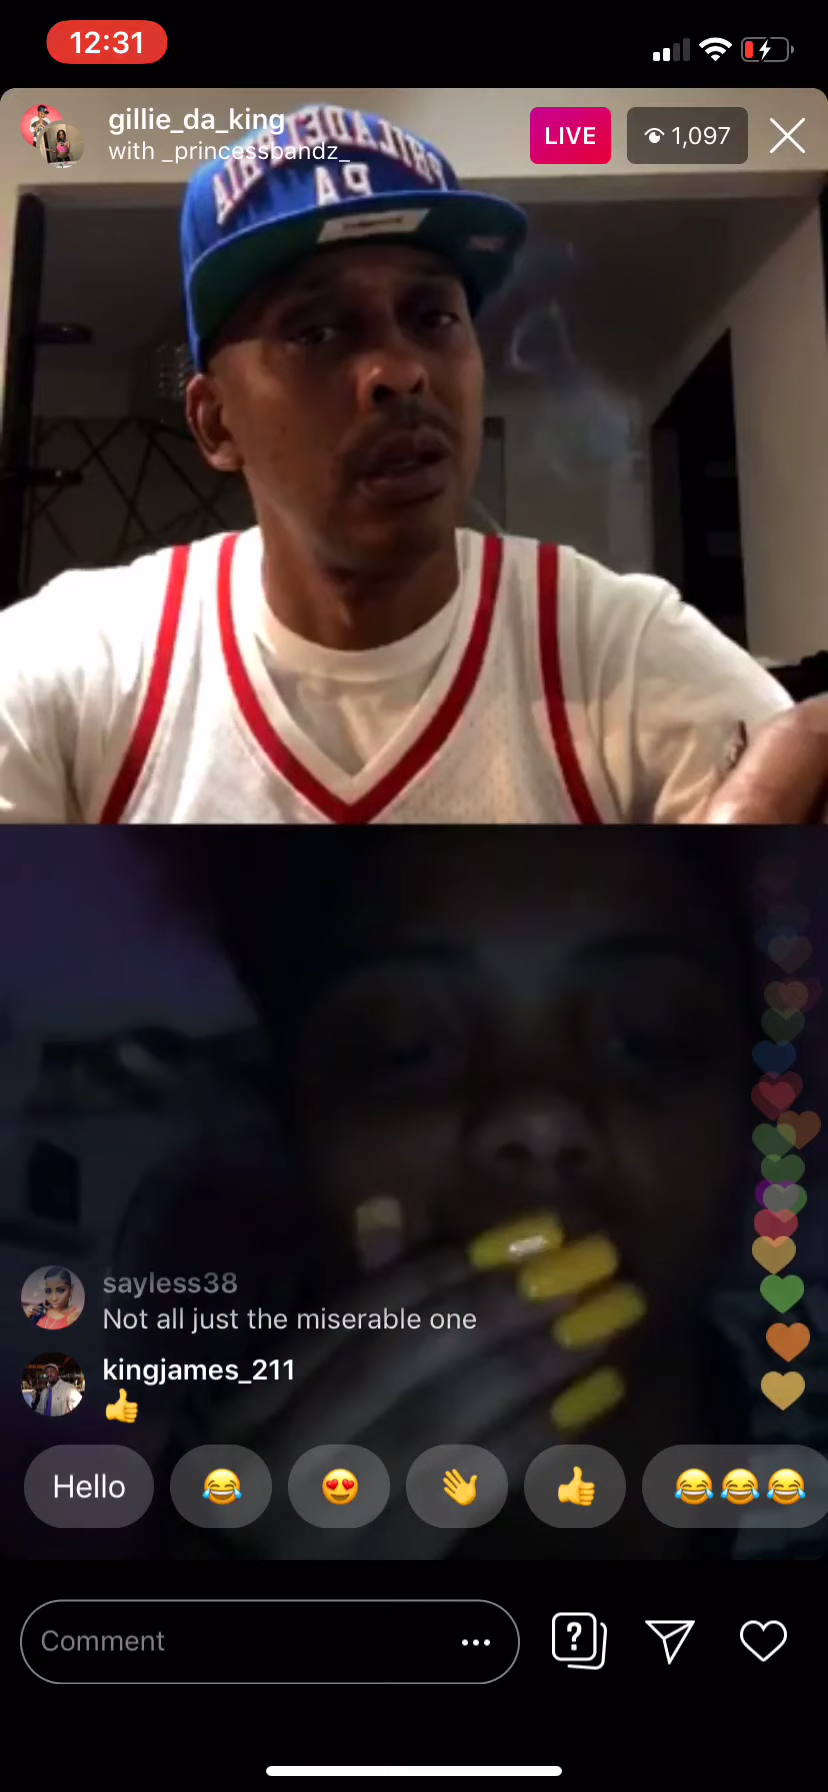 12:31
gillie_da_king
with _princessbandz_
LIVE
1,097
PHILADELPHIA
PA
sayless38
Not all just the miserable one
kingjames_211
Hello
Comment